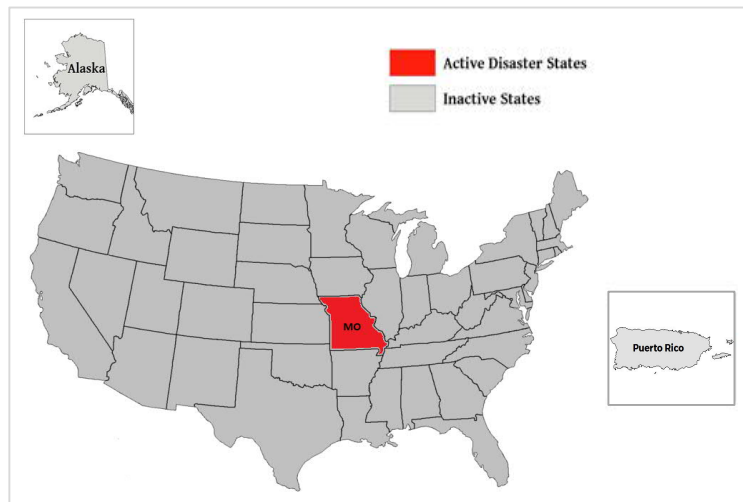 Alaska
Active Disaster States
Inactive States
MO
Puerto Rico